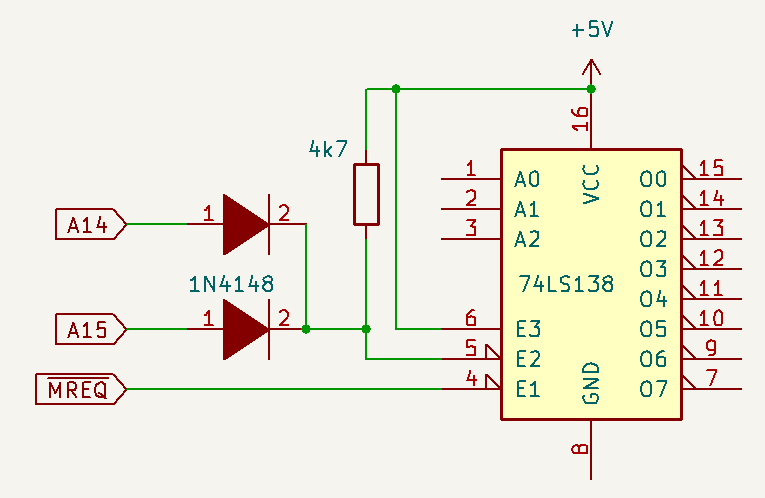 +5V
16
4k7
1
A0
VCC
O0
15
2
A1
O1
14
A14
1
2
3
A2
O2
13
O3
12
1N4148
74LS138
O4
11
A15
1
2
6
E3
O5
10
5
E2
O6
9
MREQ
4
E1
GND
O7
7
8